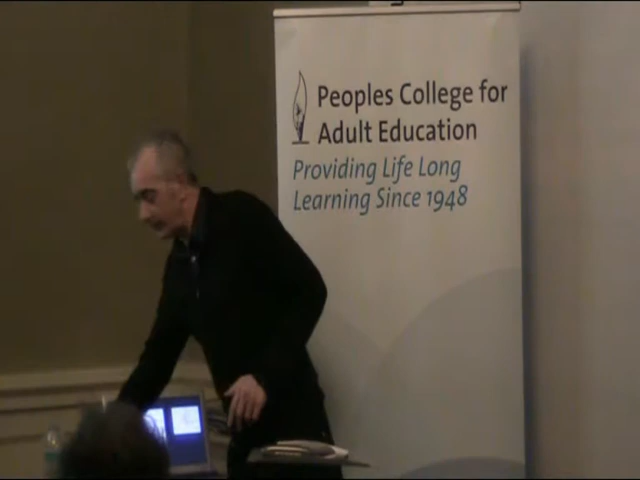 Peoples College for
Adult Education
Providing Life Long
Learning Since 1948